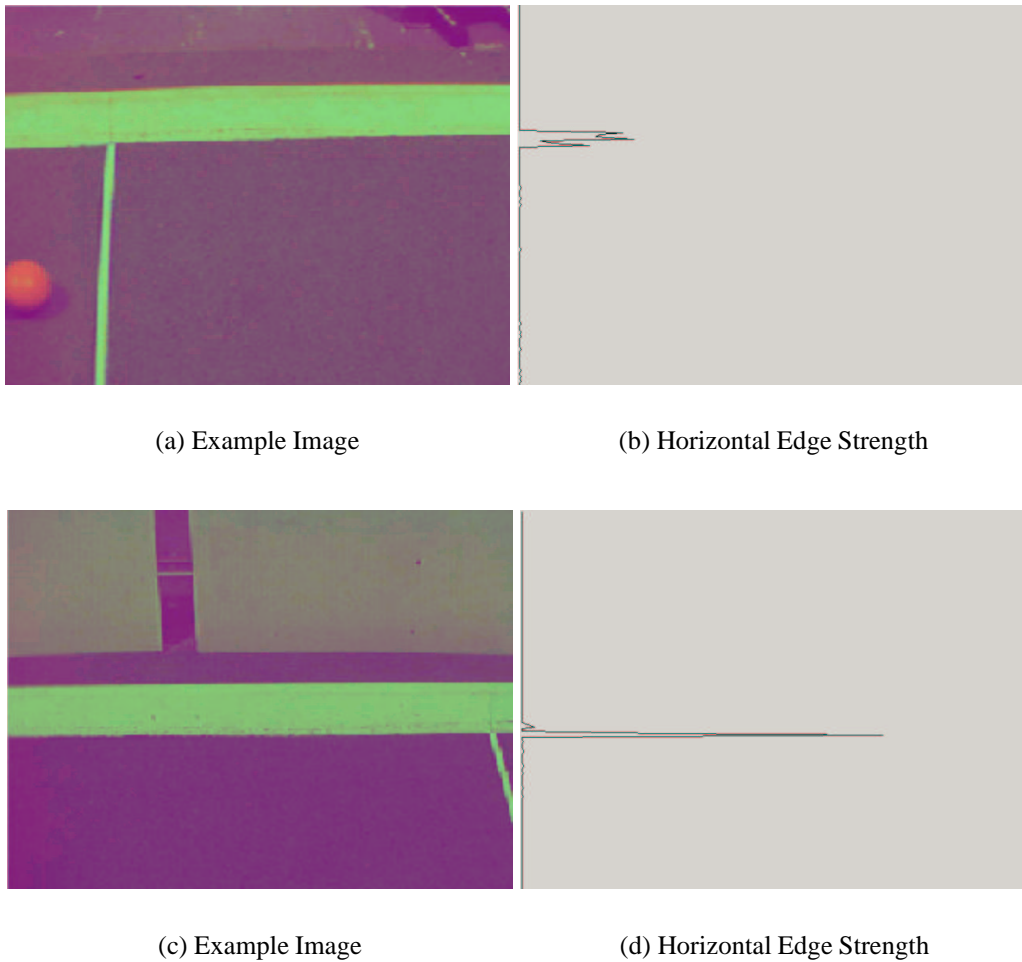 (a) Example Image
(b) Horizontal Edge Strength
(c) Example Image
(d) Horizontal Edge Strength